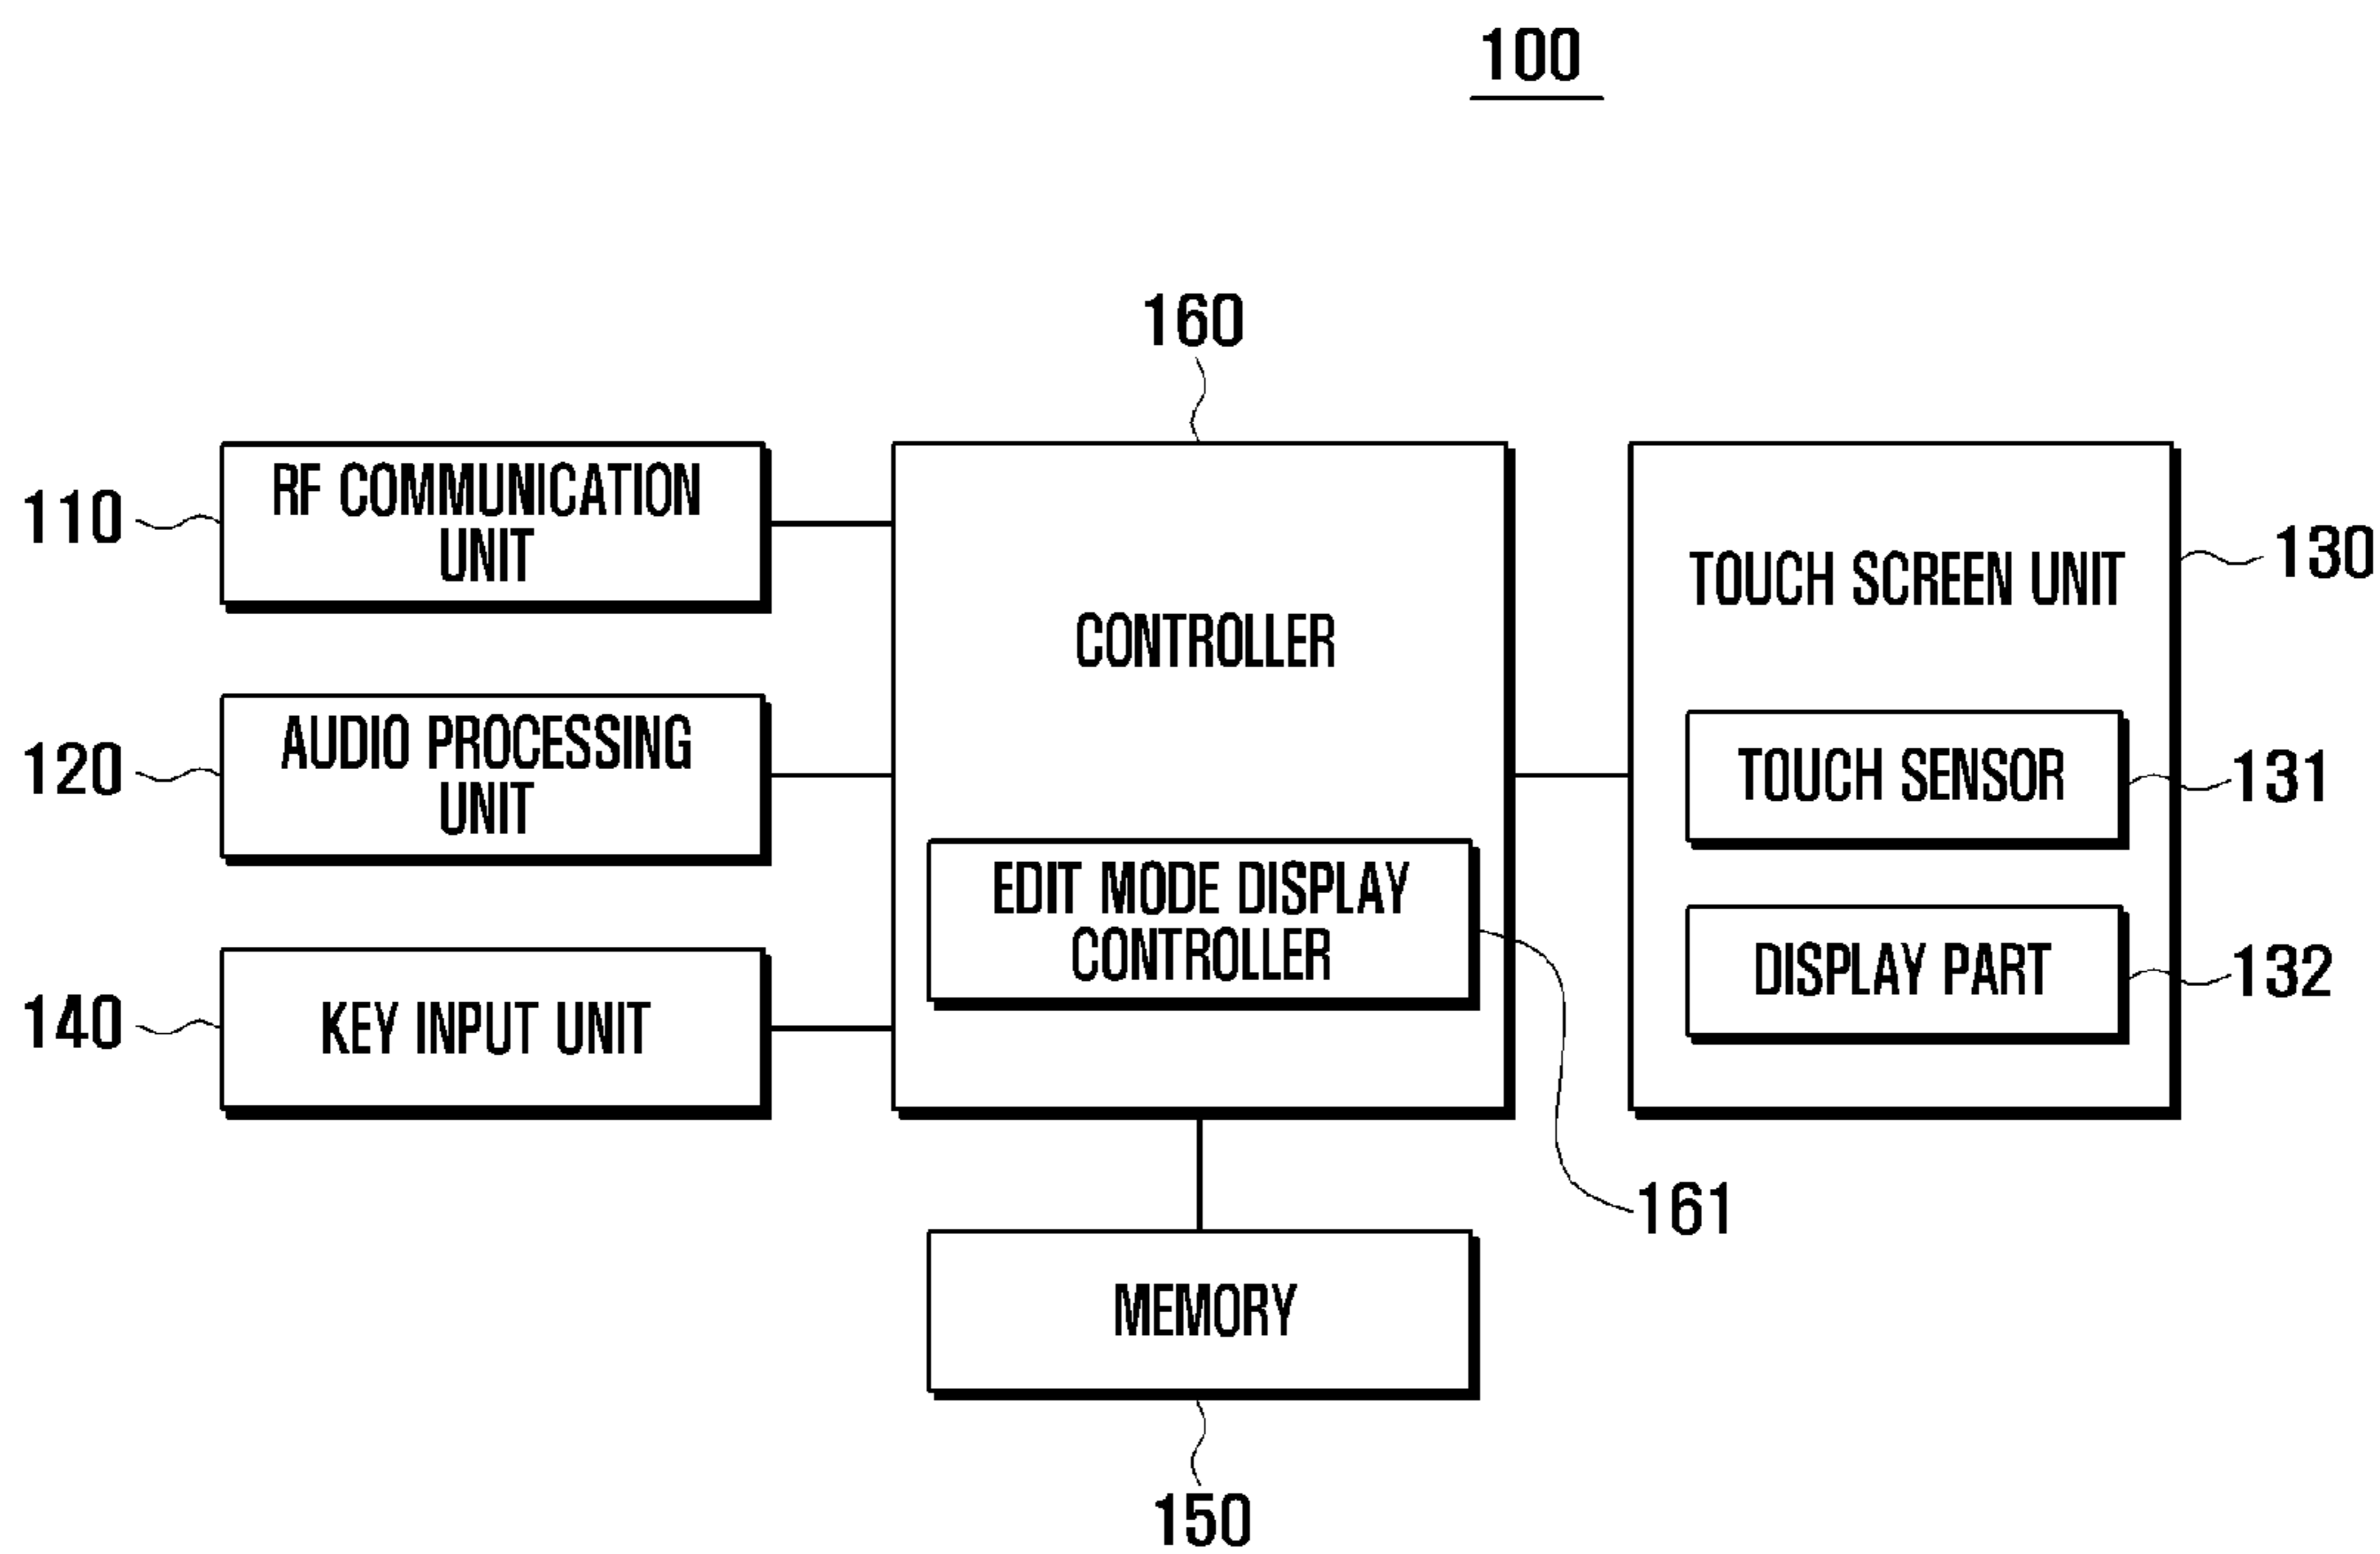 100
160
110
RF COMMUNICATION
UNIT
CONTROLLER
TOUCH SCREEN UNIT
130
120
AUDIO PROCESSING
UNIT
TOUCH SENSOR
131
EDIT MODE DISPLAY
CONTROLLER
DISPLAY PART
132
140
KEY INPUT UNIT
161
MEMORY
150